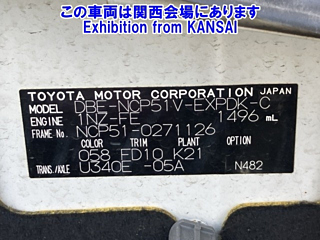 この車両は関西会場にあります
Exhibition from KANSAI
TOYOTA MOTOR CORPORATION JAPAN
MODEL DBE-NCP51V-EXPDK-C
ENGINE 1NZ-FE 1496 mL
FRAME No. NCP51-0271126
COLOR TRIM PLANT OPTION
058 FD10 K21
TRANS./AXLE U340E -05A N482